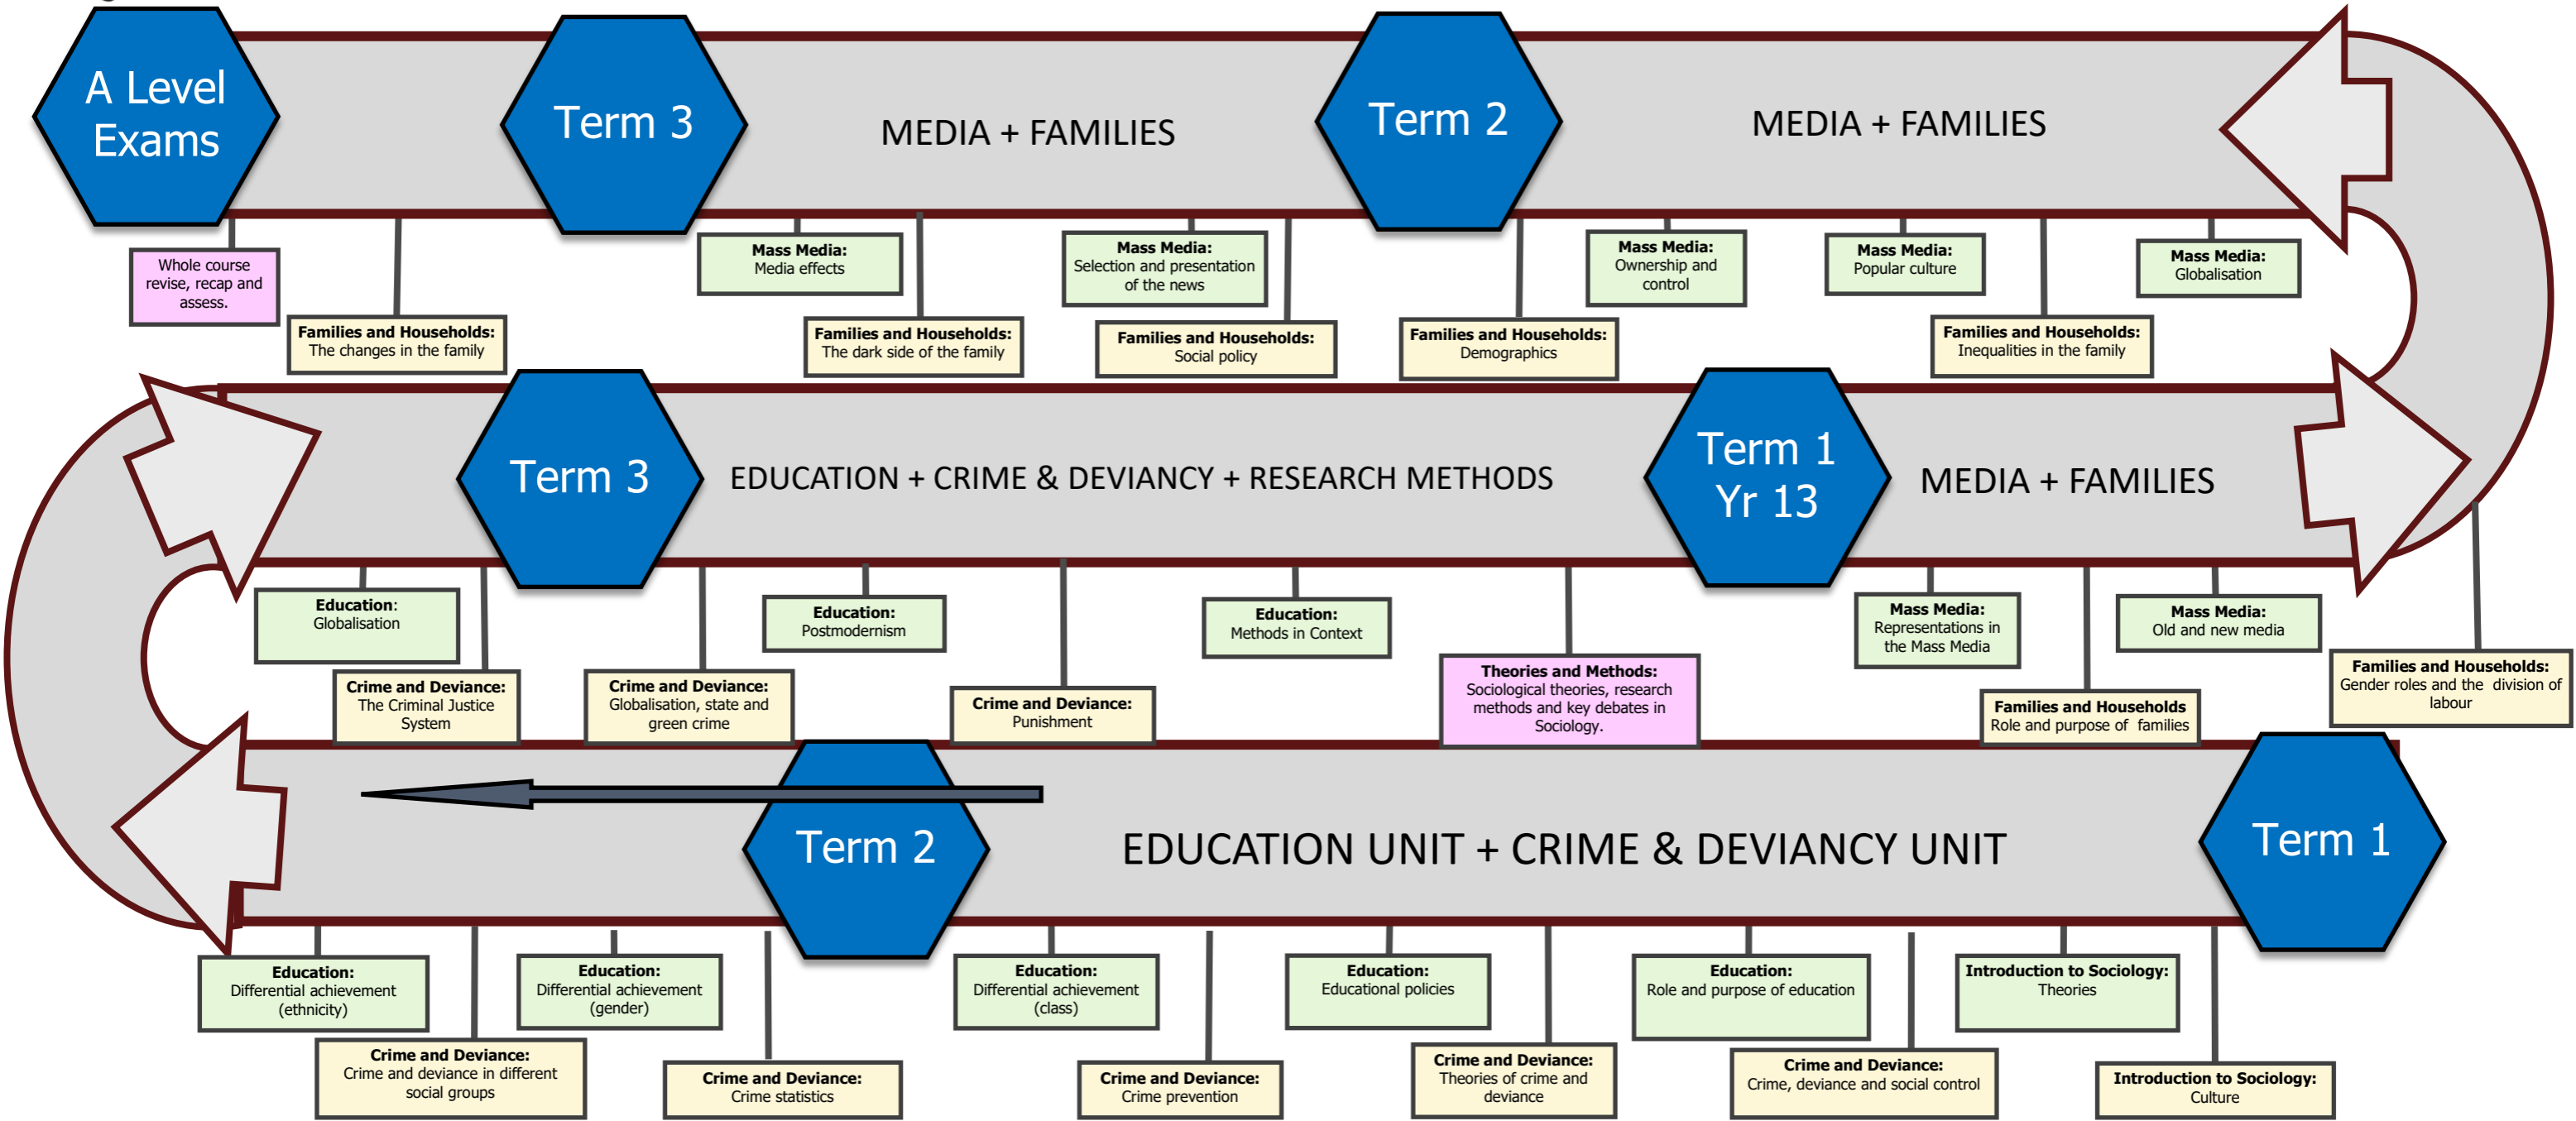 A Level
Exams
Term 3
MEDIA + FAMILIES
Term 2
MEDIA + FAMILIES
Whole course
revise, recap and
assess.
Families and Households:
The changes in the family
Mass Media:
Media effects
Families and Households:
The dark side of the family
Mass Media:
Selection and presentation
of the news
Families and Households:
Social policy
Families and Households:
Demographics
Mass Media:
Ownership and
control
Mass Media:
Popular culture
Families and Households:
Inequalities in the family
Mass Media:
Globalisation
Term 3
EDUCATION + CRIME & DEVIANCY + RESEARCH METHODS
Term 1
Yr 13
MEDIA + FAMILIES
Education:
Globalisation
Crime and Deviance:
The Criminal Justice
System
Crime and Deviance:
Globalisation, state and
green crime
Education:
Postmodernism
Crime and Deviance:
Punishment
Education:
Methods in Context
Theories and Methods:
Sociological theories, research
methods and key debates in
Sociology.
Mass Media:
Representations in
the Mass Media
Families and Households
Role and purpose of families
Mass Media:
Old and new media
Families and Households:
Gender roles and the division of
labour
Term 2
EDUCATION UNIT + CRIME & DEVIANCY UNIT
Term 1
Education:
Differential achievement
(ethnicity)
Crime and Deviance:
Crime and deviance in different
social groups
Education:
Differential achievement
(gender)
Crime and Deviance:
Crime statistics
Education:
Differential achievement
(class)
Crime and Deviance:
Crime prevention
Education:
Educational policies
Crime and Deviance:
Theories of crime and
deviance
Education:
Role and purpose of education
Crime and Deviance:
Crime, deviance and social control
Introduction to Sociology:
Theories
Introduction to Sociology:
Culture